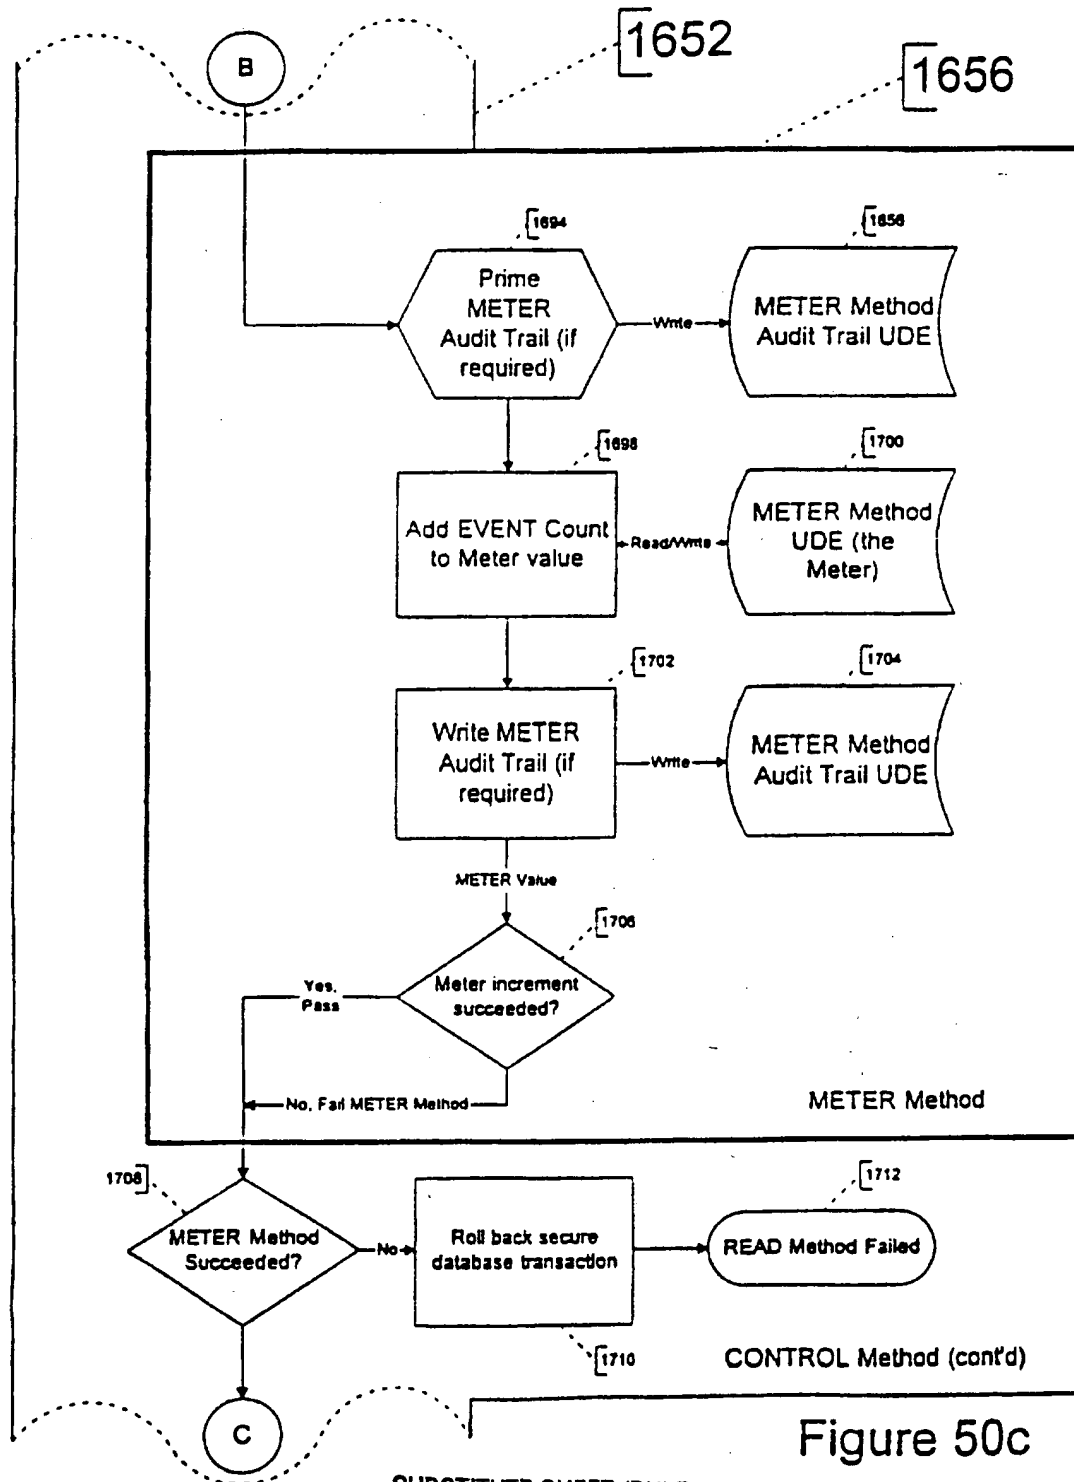 B
1652
1656
1694
Prime
METER
Audit Trail (if
required)
Write
1656
METER Method
Audit Trail UDE
1698
Add EVENT Count
to Meter value
Read/Write
1700
METER Method
UDE (the
Meter)
1702
Write METER
Audit Trail (if
required)
Write
1704
METER Method
Audit Trail UDE
METER Value
1706
Meter increment
succeeded?
Yes,
Pass
No, Fail METER Method
METER Method
1708
METER Method
Succeeded?
No
Roll back secure
database transaction
1710
1712
READ Method Failed
CONTROL Method (cont'd)
C
Figure 50c